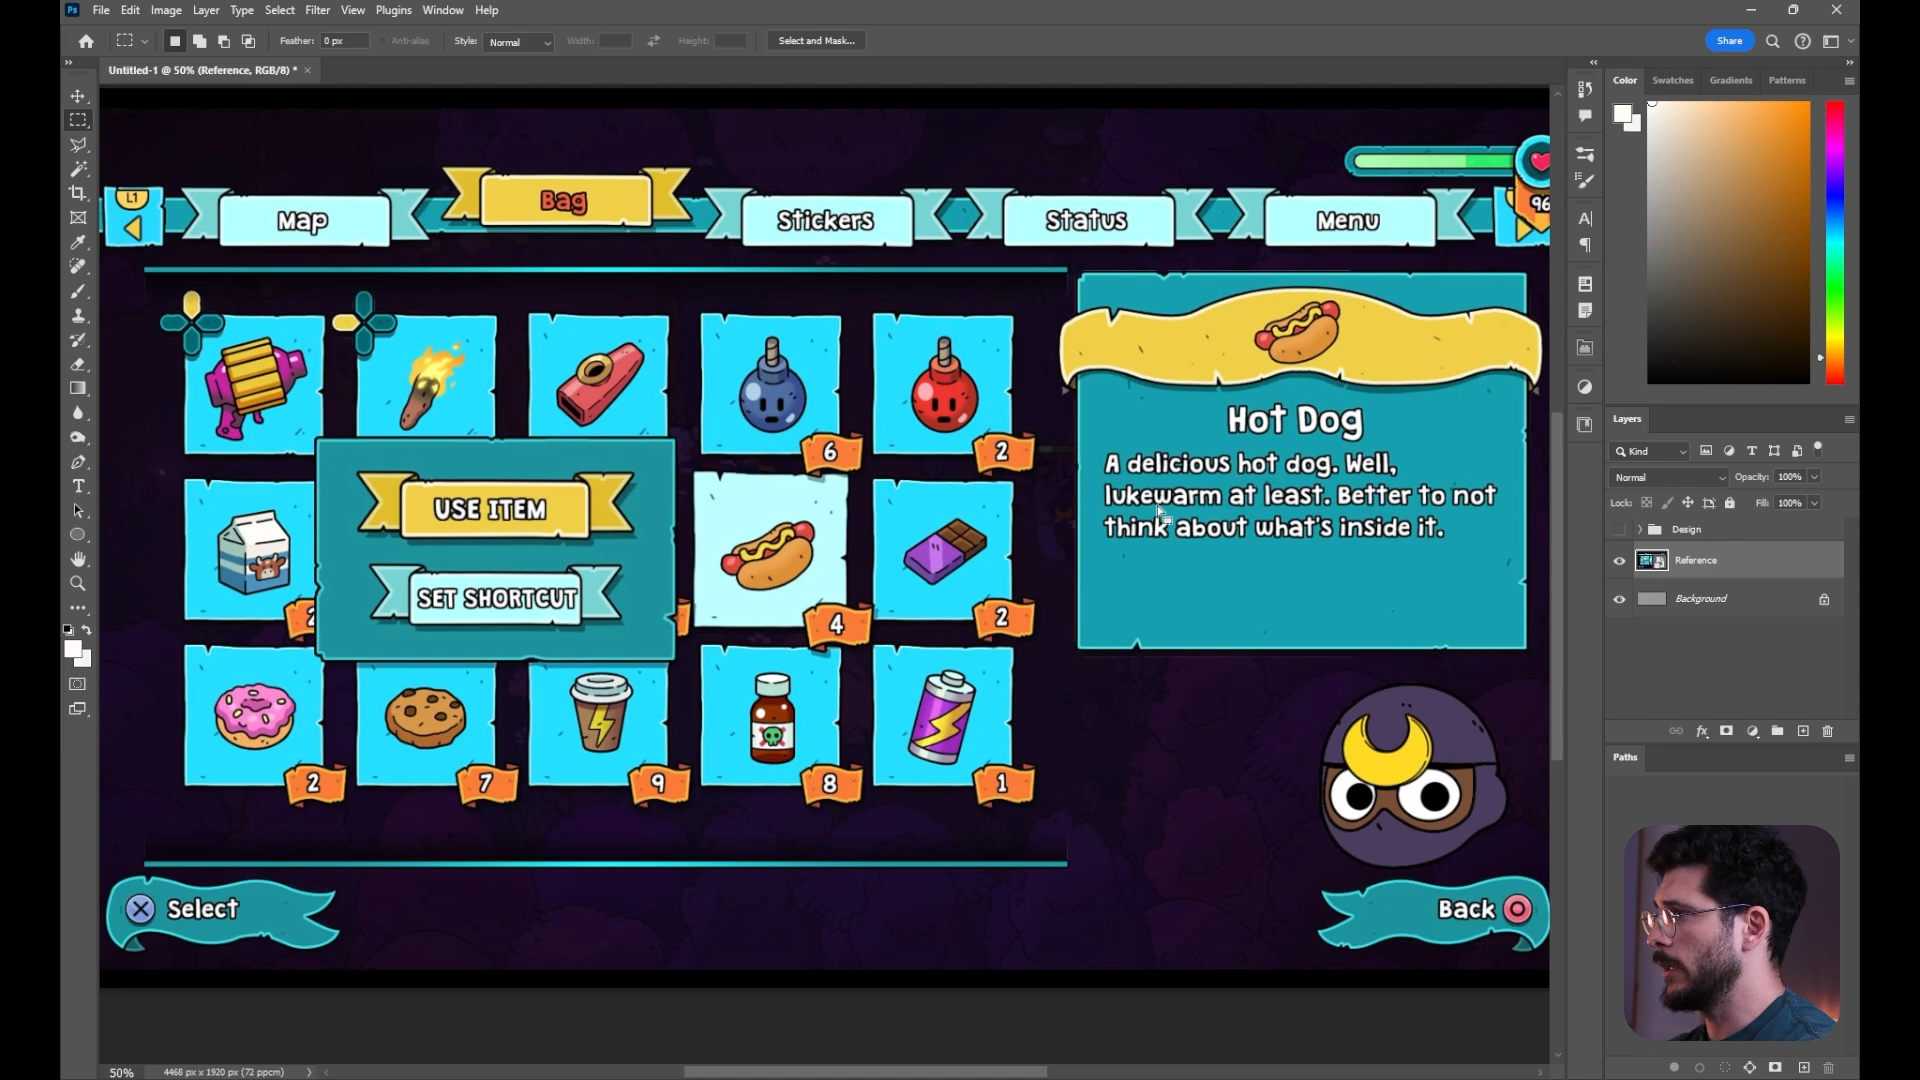 Ps File Edit Image Layer Type Select Filter View Plugins Window Help
Feather: 0 px Anti-alias Style: Normal Width: Height: Select and Mask... Share
Untitled-1 @ 50% (Reference, RGB/8) * ×
L1
Map
Bag
Stickers
Status
Menu
96
6
2
USE ITEM
SET SHORTCUT
4
2
2
7
9
8
1
Hot Dog
A delicious hot dog. Well,
lukewarm at least. Better to not
think about what's inside it.
Select
Back
Color Swatches Gradients Patterns
Layers
Kind
Normal Opacity: 100%
Lock: Fill: 100%
Design
Reference
Background
Paths
50% 4468 px x 1920 px (72 ppcm)